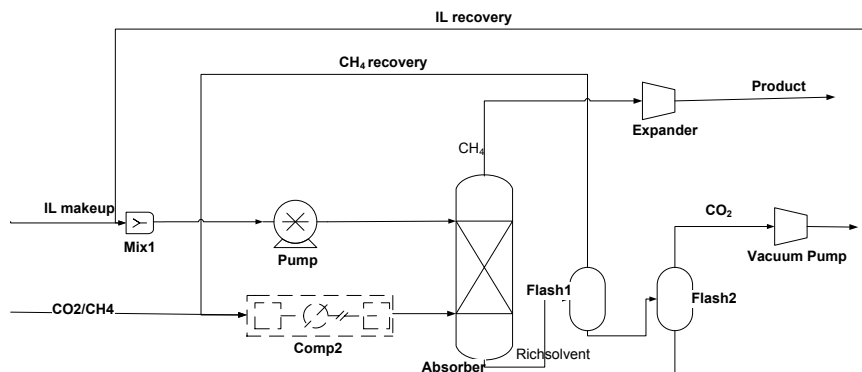 IL recovery
CH₄ recovery
Product
Expander
CH₄
IL makeup
Mix1
Pump
CO₂
Vacuum Pump
Flash1
Flash2
CO2/CH4
Comp2
Richsolvent
Absorber